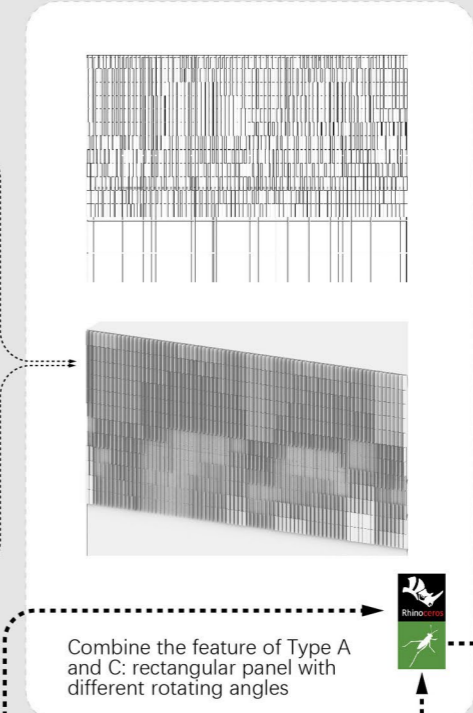 Rhinoceros
Combine the feature of Type A
and C: rectangular panel with
different rotating angles